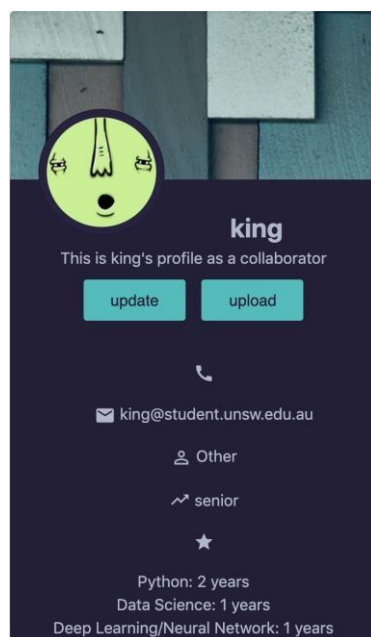 king
This is king's profile as a collaborator
update upload
king@student.unsw.edu.au
Other
senior
Python: 2 years
Data Science: 1 years
Deep Learning/Neural Network: 1 years